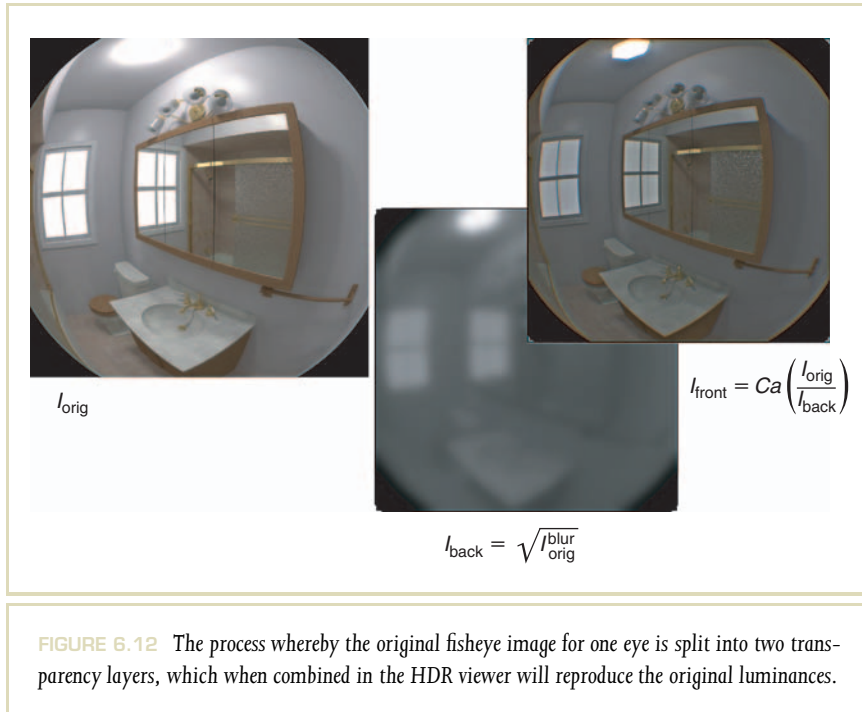 I_orig
I_front = Ca (I_orig / I_back)
I_back = √I_orig^blur
FIGURE 6.12 The process whereby the original fisheye image for one eye is split into two trans-
parency layers, which when combined in the HDR viewer will reproduce the original luminances.